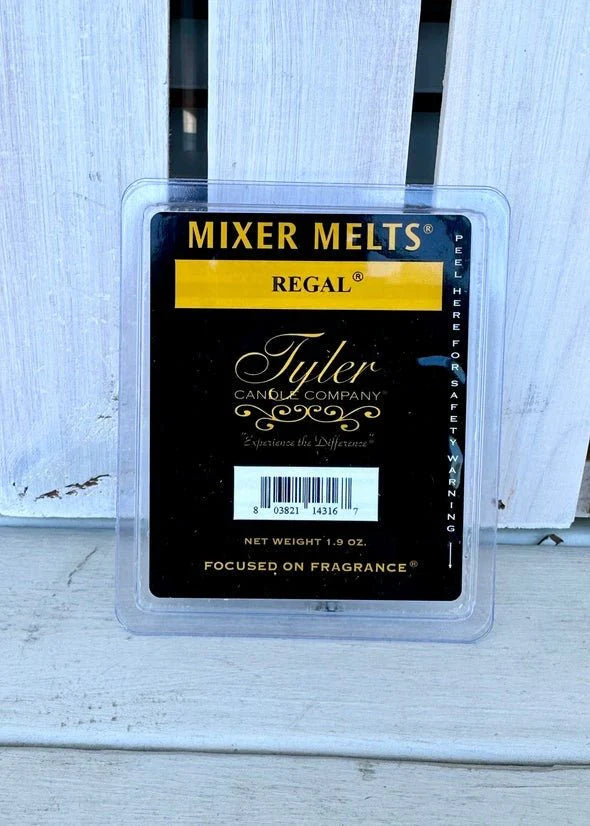 MIXER MELTS®
REGAL®
Tyler
CANDLE COMPANY
"Experience the Difference"®
8 03821 14316 7
NET WEIGHT 1.9 OZ.
FOCUSED ON FRAGRANCE®
PEEL HERE FOR SAFETY WARNING